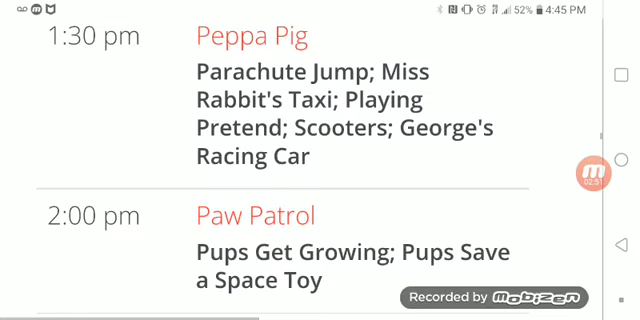 52% 4:45 PM
1:30 pm Peppa Pig
Parachute Jump; Miss
Rabbit's Taxi; Playing
Pretend; Scooters; George's
Racing Car
2:00 pm Paw Patrol
Pups Get Growing; Pups Save
a Space Toy
Recorded by mobizen